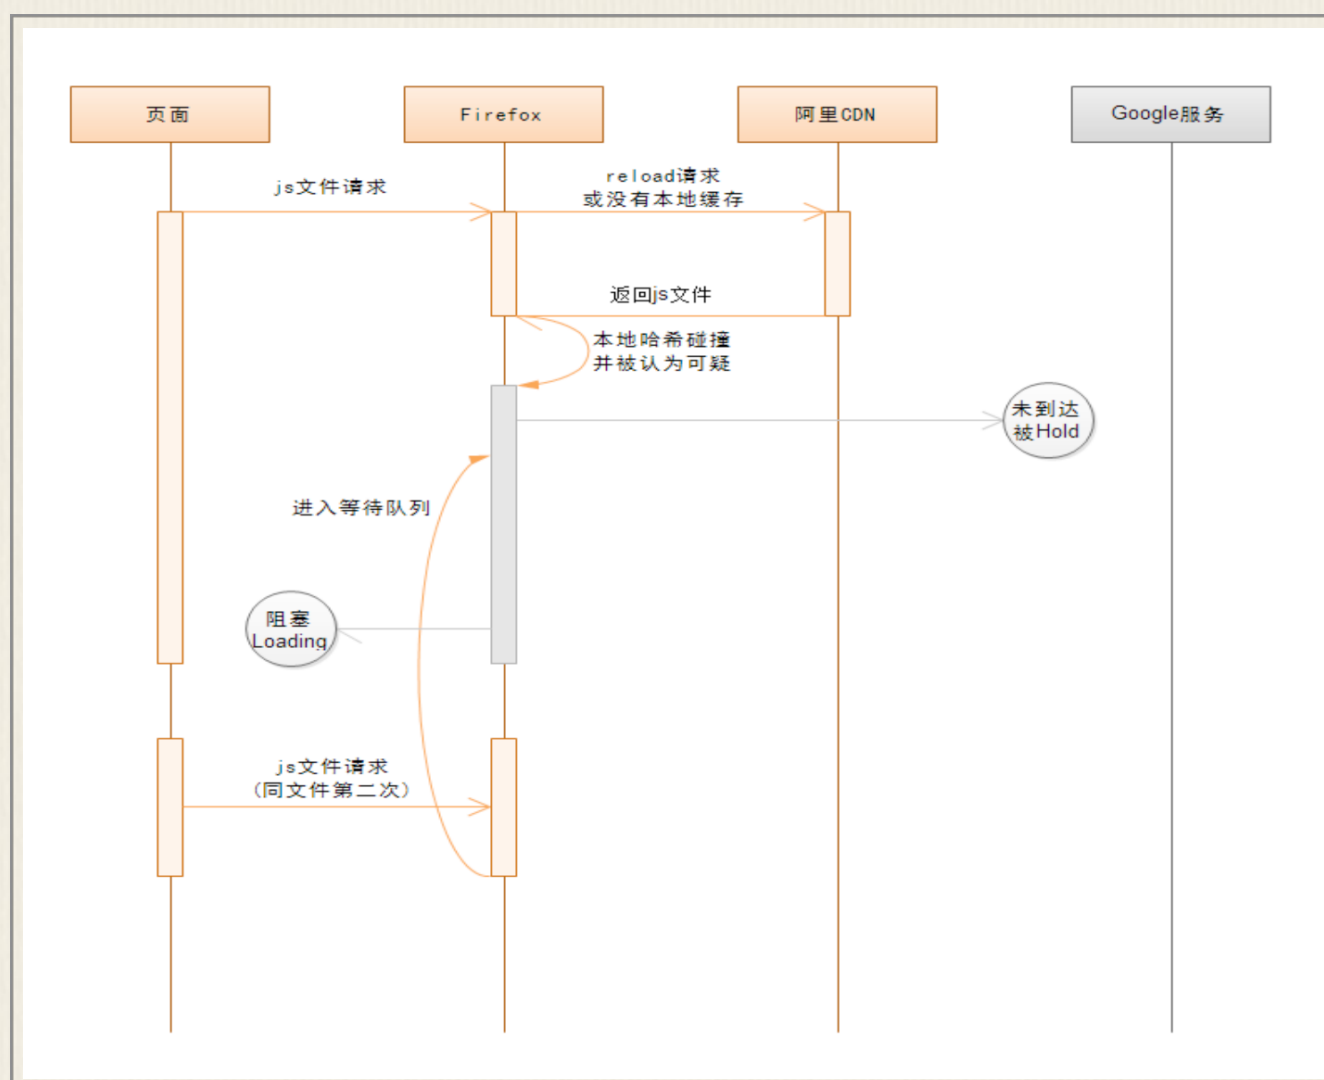 页面
Firefox
阿里CDN
Google服务
js文件请求
reload请求
或没有本地缓存
返回js文件
本地哈希碰撞
并被认为可疑
未到达
被Hold
进入等待队列
阻塞
Loading
js文件请求
(同文件第二次)